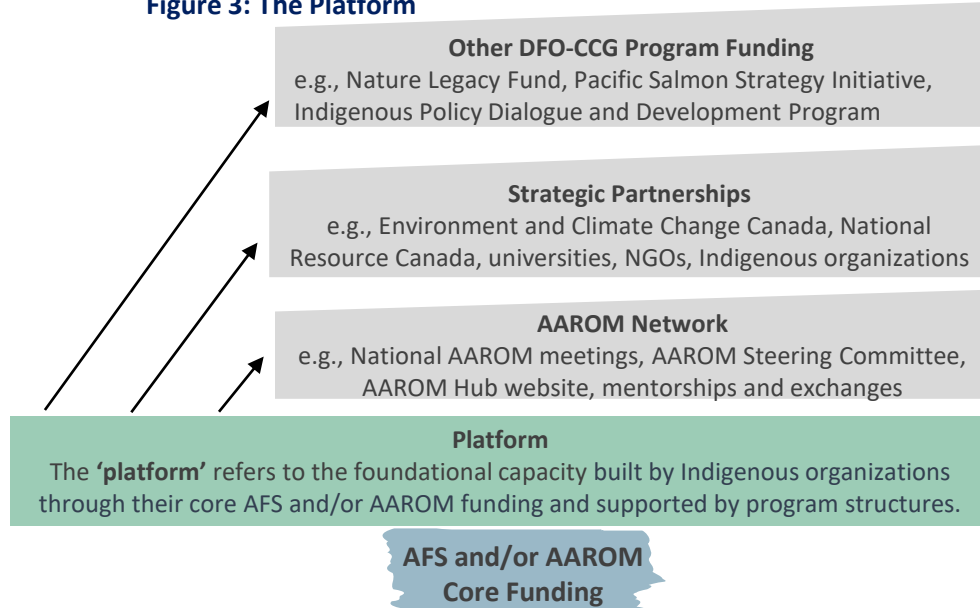 Figure 3: The Platform
Other DFO-CCG Program Funding
e.g., Nature Legacy Fund, Pacific Salmon Strategy Initiative,
Indigenous Policy Dialogue and Development Program
Strategic Partnerships
e.g., Environment and Climate Change Canada, National
Resource Canada, universities, NGOs, Indigenous organizations
AAROM Network
e.g., National AAROM meetings, AAROM Steering Committee,
AAROM Hub website, mentorships and exchanges
Platform
The ‘platform’ refers to the foundational capacity built by Indigenous organizations
through their core AFS and/or AAROM funding and supported by program structures.
AFS and/or AAROM
Core Funding